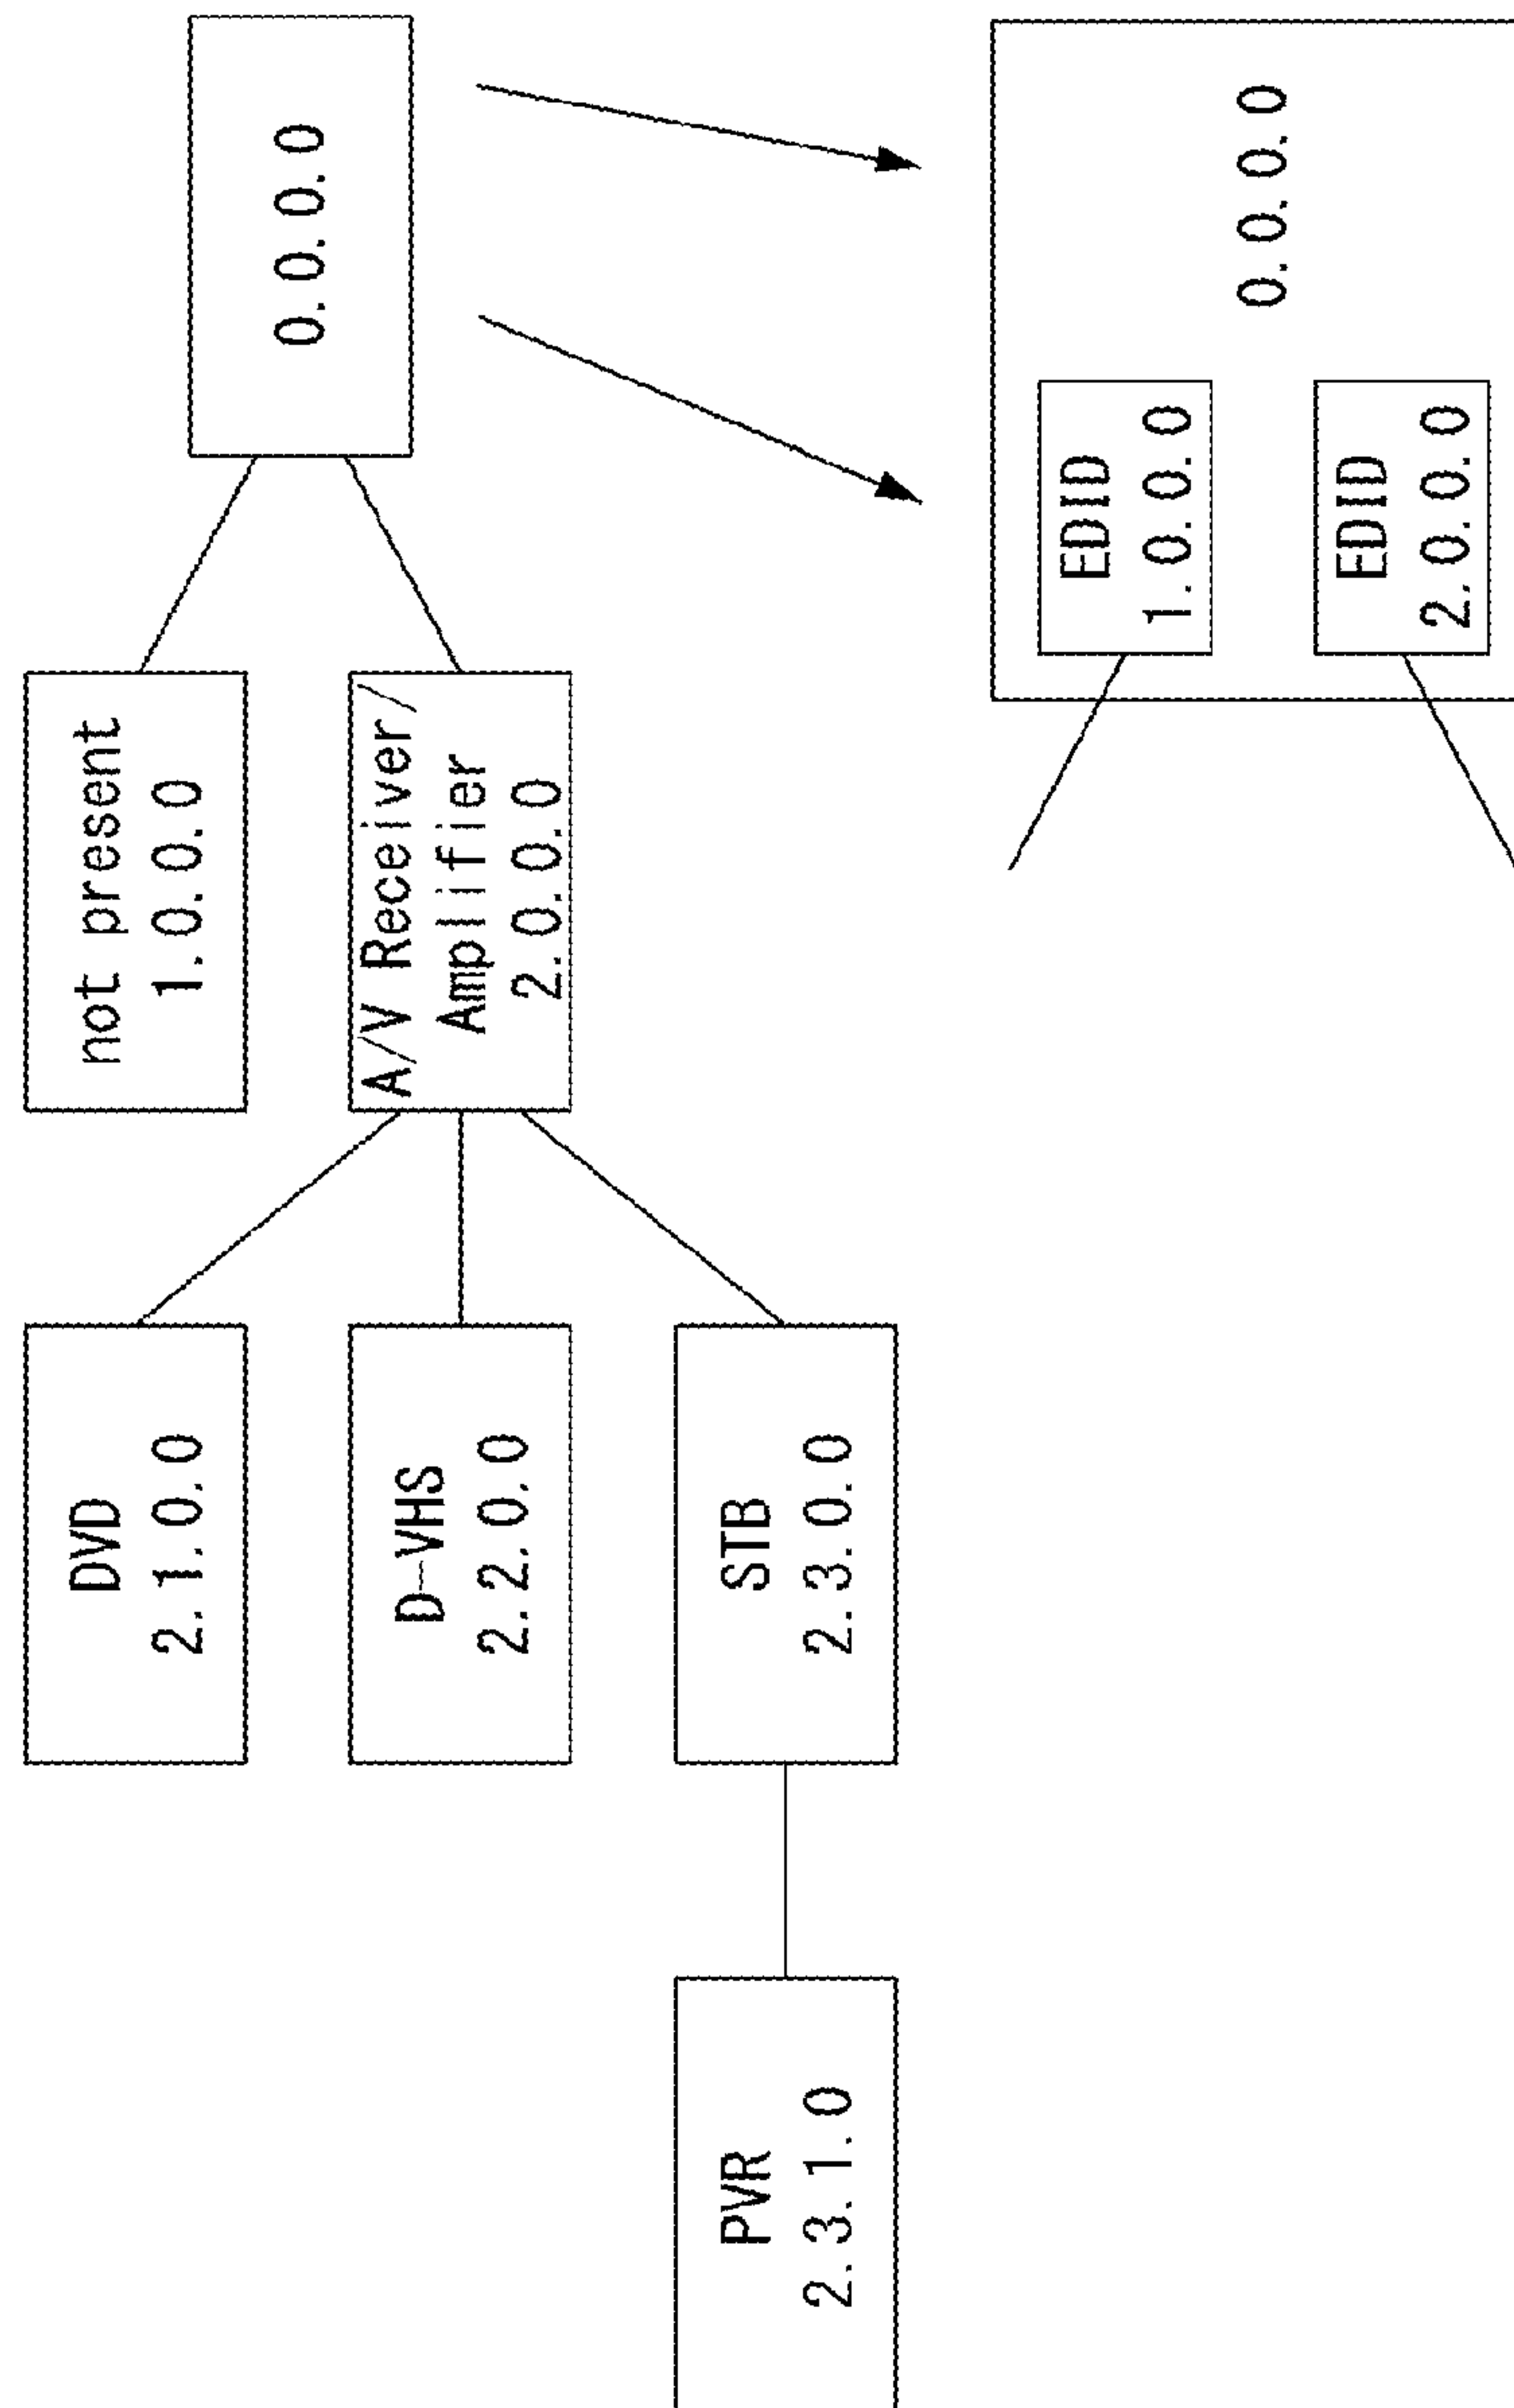 DVD
2.1.0.0
not present
1.0.0.0
0.0.0.0
D-VHS
2.2.0.0
A/V Receiver/
Amplifier
2.0.0.0
PVR
2.3.1.0
STB
2.3.0.0
EDID
1.0.0.0
0.0.0.0
EDID
2.0.0.0